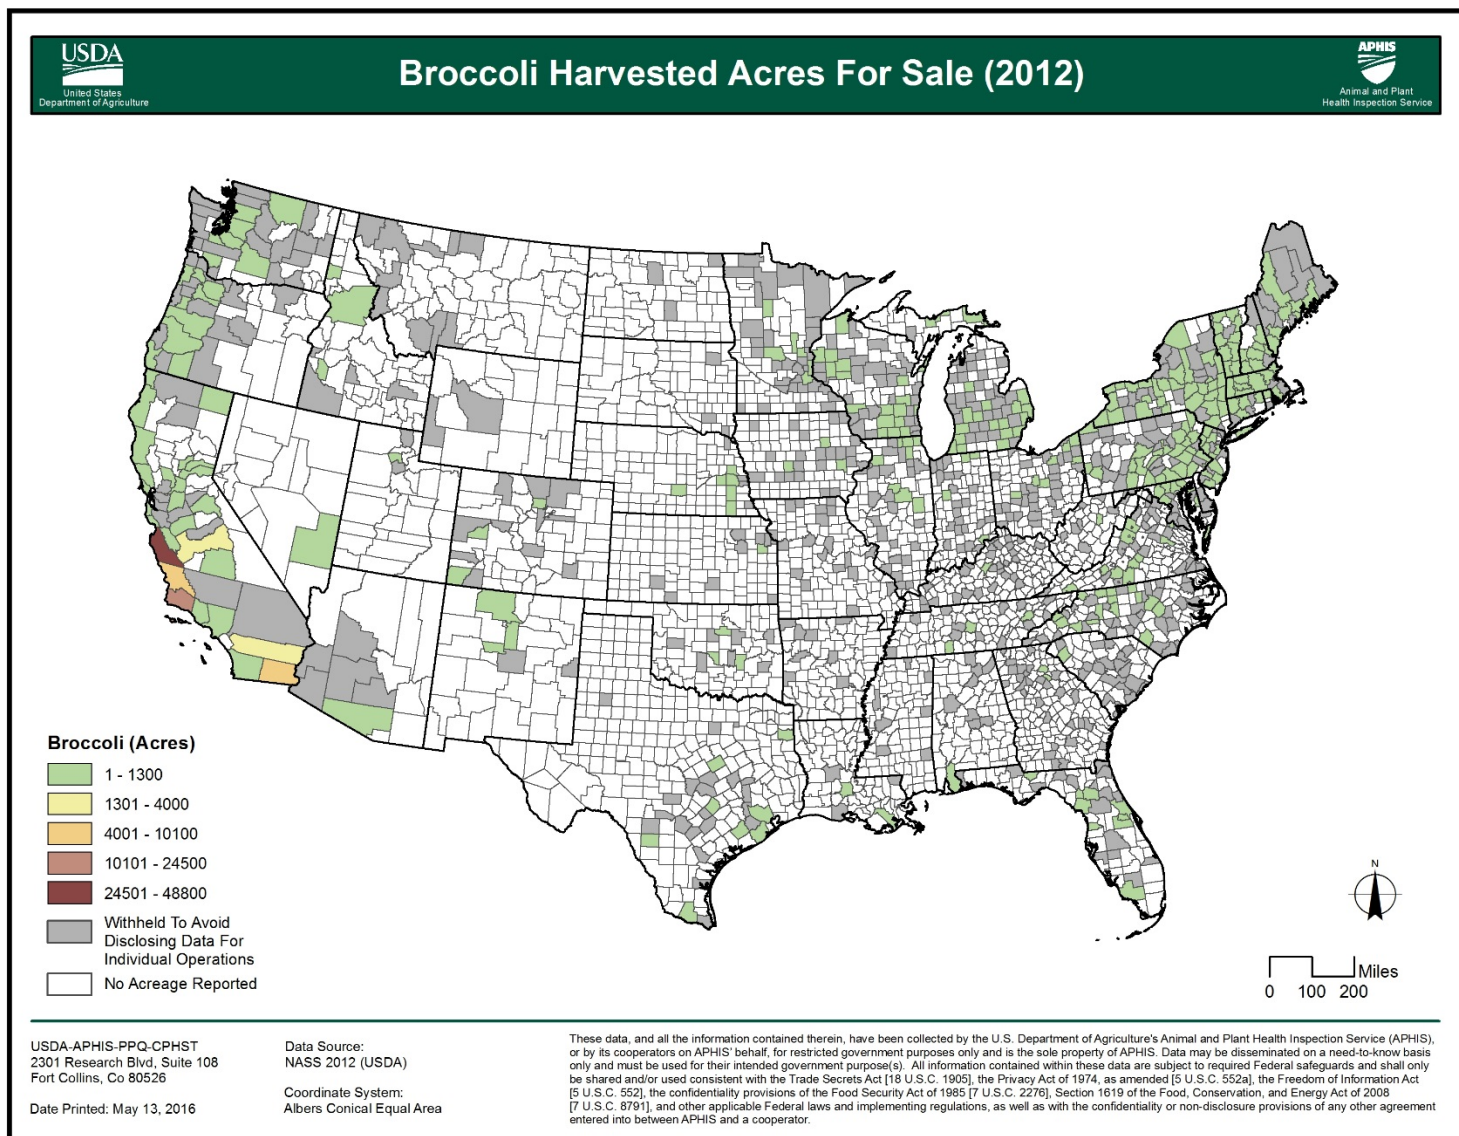 USDA
United States
Department of Agriculture
Broccoli Harvested Acres For Sale (2012)
APHIS
Animal and Plant
Health Inspection Service
Broccoli (Acres)
1 - 1300
1301 - 4000
4001 - 10100
10101 - 24500
24501 - 48800
Withheld To Avoid
Disclosing Data For
Individual Operations
No Acreage Reported
N
Miles
0 100 200
USDA-APHIS-PPQ-CPHST
2301 Research Blvd, Suite 108
Fort Collins, Co 80526
Date Printed: May 13, 2016
Data Source:
NASS 2012 (USDA)
Coordinate System:
Albers Conical Equal Area
These data, and all the information contained therein, have been collected by the U.S. Department of Agriculture's Animal and Plant Health Inspection Service (APHIS),
or by its cooperators on APHIS' behalf, for restricted government purposes only and is the sole property of APHIS. Data may be disseminated on a need-to-know basis
only and must be used for their intended government purpose(s). All information contained within these data are subject to required Federal safeguards and shall only
be shared and/or used consistent with the Trade Secrets Act [18 U.S.C. 1905], the Privacy Act of 1974, as amended [5 U.S.C. 552a], the Freedom of Information Act
[5 U.S.C. 552], the confidentiality provisions of the Food Security Act of 1985 [7 U.S.C. 2276], Section 1619 of the Food, Conservation, and Energy Act of 2008
[7 U.S.C. 8791], and other applicable Federal laws and implementing regulations, as well as with the confidentiality or non-disclosure provisions of any other agreement
entered into between APHIS and a cooperator.